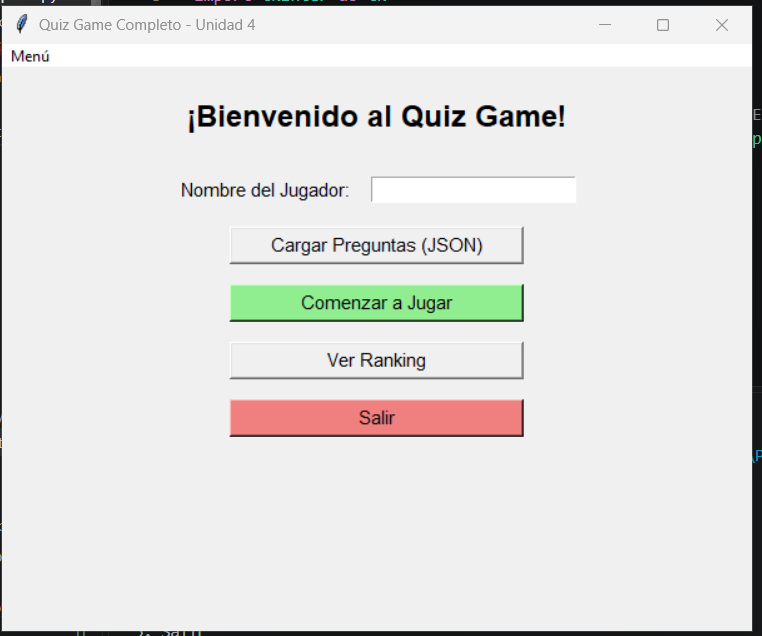 Quiz Game Completo - Unidad 4
Menú
¡Bienvenido al Quiz Game!
Nombre del Jugador:
Cargar Preguntas (JSON)
Comenzar a Jugar
Ver Ranking
Salir